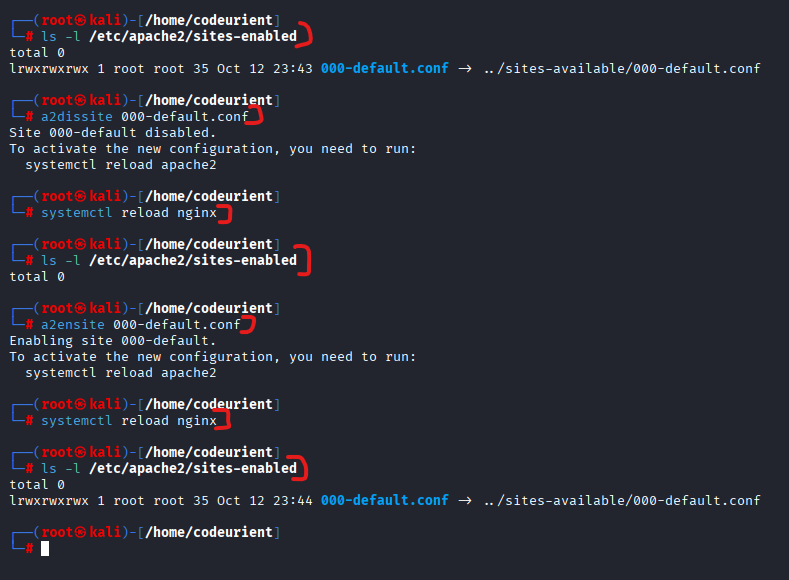 ┌──(root㉿kali)-[/home/codeurient]
└─# ls -l /etc/apache2/sites-enabled
total 0
lrwxrwxrwx 1 root root 35 Oct 12 23:43 000-default.conf → ../sites-available/000-default.conf
┌──(root㉿kali)-[/home/codeurient]
└─# a2dissite 000-default.conf
Site 000-default disabled.
To activate the new configuration, you need to run:
  systemctl reload apache2
┌──(root㉿kali)-[/home/codeurient]
└─# systemctl reload nginx
┌──(root㉿kali)-[/home/codeurient]
└─# ls -l /etc/apache2/sites-enabled
total 0
┌──(root㉿kali)-[/home/codeurient]
└─# a2ensite 000-default.conf
Enabling site 000-default.
To activate the new configuration, you need to run:
  systemctl reload apache2
┌──(root㉿kali)-[/home/codeurient]
└─# systemctl reload nginx
┌──(root㉿kali)-[/home/codeurient]
└─# ls -l /etc/apache2/sites-enabled
total 0
lrwxrwxrwx 1 root root 35 Oct 12 23:44 000-default.conf → ../sites-available/000-default.conf
┌──(root㉿kali)-[/home/codeurient]
└─#